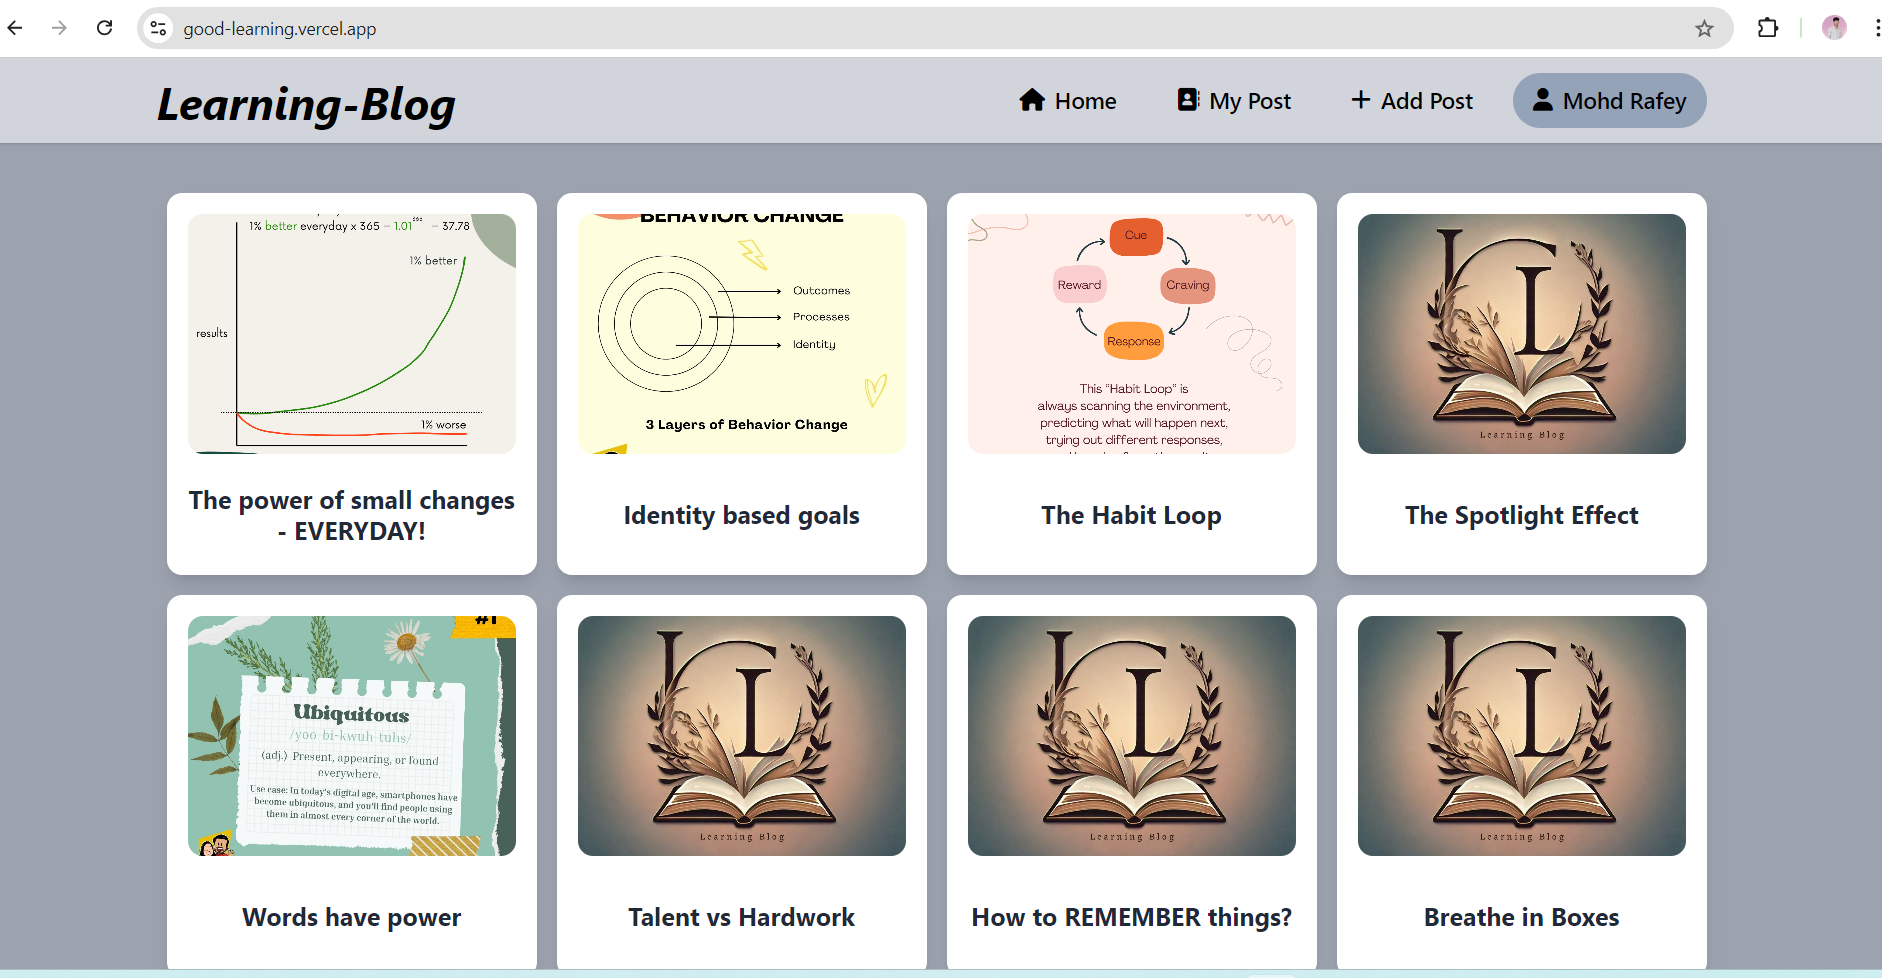 good-learning.vercel.app
Learning-Blog
Home
My Post
Add Post
Mohd Rafey
1% better everyday x 365 – 1.01³⁶⁵ – 37.78
1% better
results
1% worse
The power of small changes
- EVERYDAY!
BEHAVIOR CHANGE
Outcomes
Processes
Identity
3 Layers of Behavior Change
Identity based goals
Cue
Reward
Craving
Response
This "Habit Loop" is
always scanning the environment,
predicting what will happen next,
trying out different responses,
The Habit Loop
L
L
Learning Blog
The Spotlight Effect
#1
Ubiquitous
/yoo-bi-kwuh-tuhs/
(adj.) Present, appearing, or found
everywhere.
Use case: In today's digital age, smartphones have
become ubiquitous, and you'll find people using
them in almost every corner of the world.
Words have power
L
L
Learning Blog
Talent vs Hardwork
L
L
Learning Blog
How to REMEMBER things?
L
L
Learning Blog
Breathe in Boxes